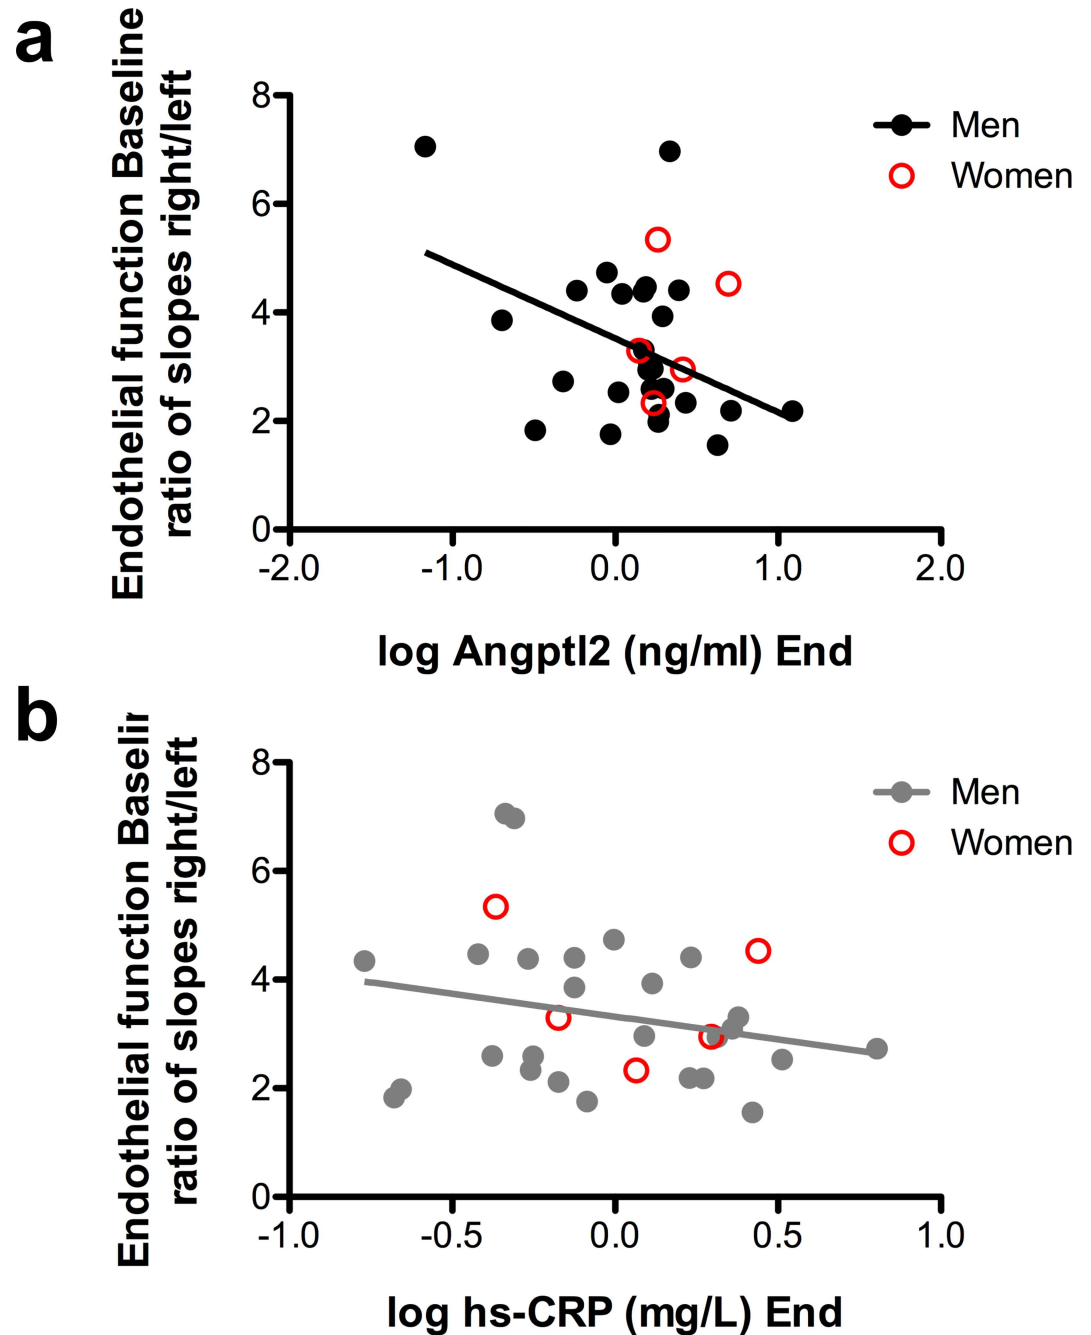 a
Endothelial function Baseline
ratio of slopes right/left
8
6
4
2
0
-2.0 -1.0 0.0 1.0 2.0
log Angptl2 (ng/ml) End
Men
Women
b
Endothelial function Baselin
ratio of slopes right/left
8
6
4
2
0
-1.0 -0.5 0.0 0.5 1.0
log hs-CRP (mg/L) End
Men
Women